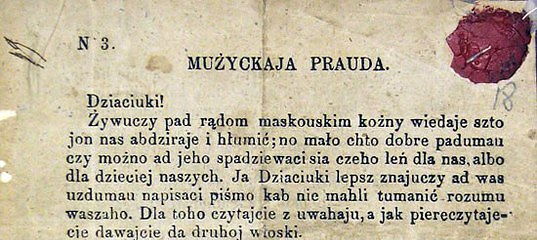 N 3.
18
MUŻYCKAJA PRAUDA.
Dziaciuki!
Żywuczy pad rądom maskouskim kożny wiedaje szto
jon nas abdziraje i hłumić; no mało chto dobre padumau
czy możno ad jeho spadziewaci sia czeho leń dla nas, albo
dla dzieciej naszych. Ja Dziaciuki lepsz znajuczy ad was
uzdumau napisaci piśmo kab nie mahli tumanić rozumu
waszaho. Dla toho czytajcie z uwahaju, a jak piereczytaje-
cie dawajcie da druhoj wioski.